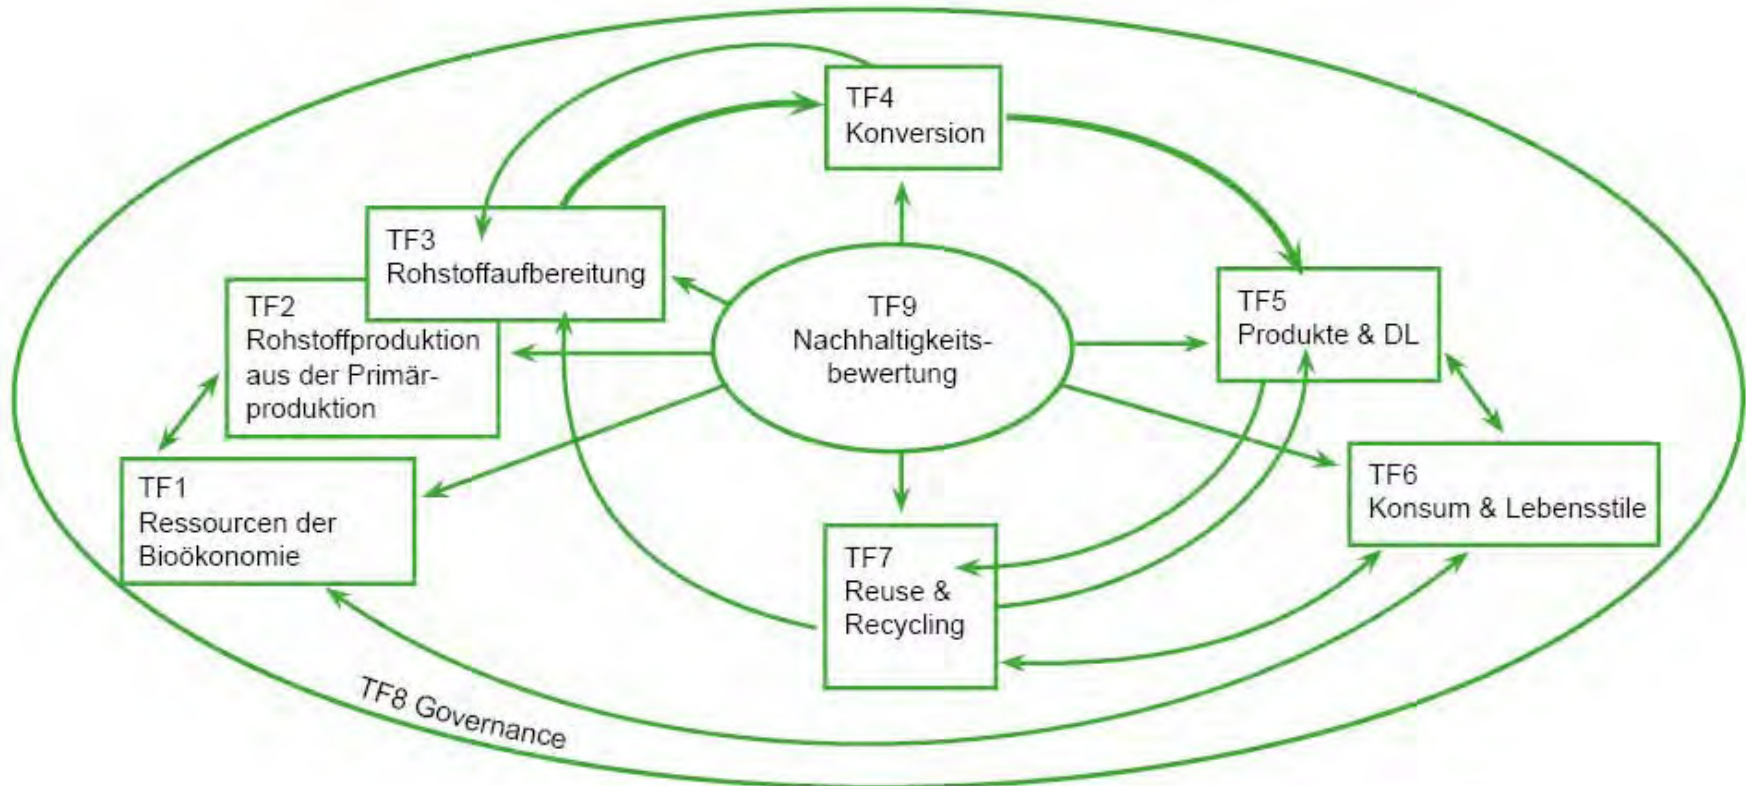 TF4
Konversion
TF3
Rohstoffaufbereitung
TF2
Rohstoffproduktion
aus der Primär-
produktion
TF9
Nachhaltigkeits-
bewertung
TF5
Produkte & DL
TF1
Ressourcen der
Bioökonomie
TF6
Konsum & Lebensstile
TF7
Reuse &
Recycling
TF8 Governance